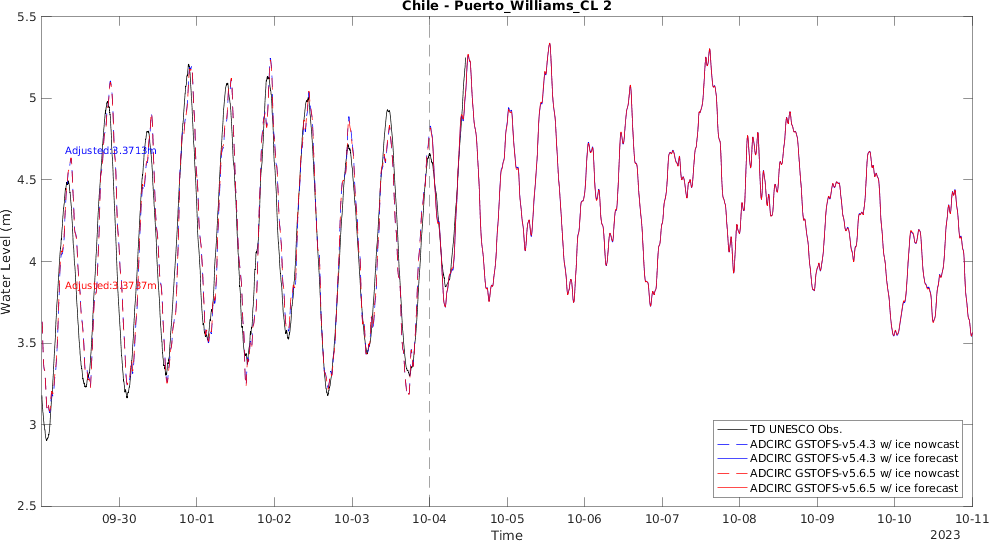 Chile - Puerto_Williams_CL 2
5.5
5
4.5
4
3.5
3
2.5
Water Level (m)
Adjusted:3.3713m
Adjusted:3.3737m
TD UNESCO Obs.
ADCIRC GSTOFS-v5.4.3 w/ ice nowcast
ADCIRC GSTOFS-v5.4.3 w/ ice forecast
ADCIRC GSTOFS-v5.6.5 w/ ice nowcast
ADCIRC GSTOFS-v5.6.5 w/ ice forecast
09-30 10-01 10-02 10-03 10-04 10-05 10-06 10-07 10-08 10-09 10-10 10-11
Time
2023